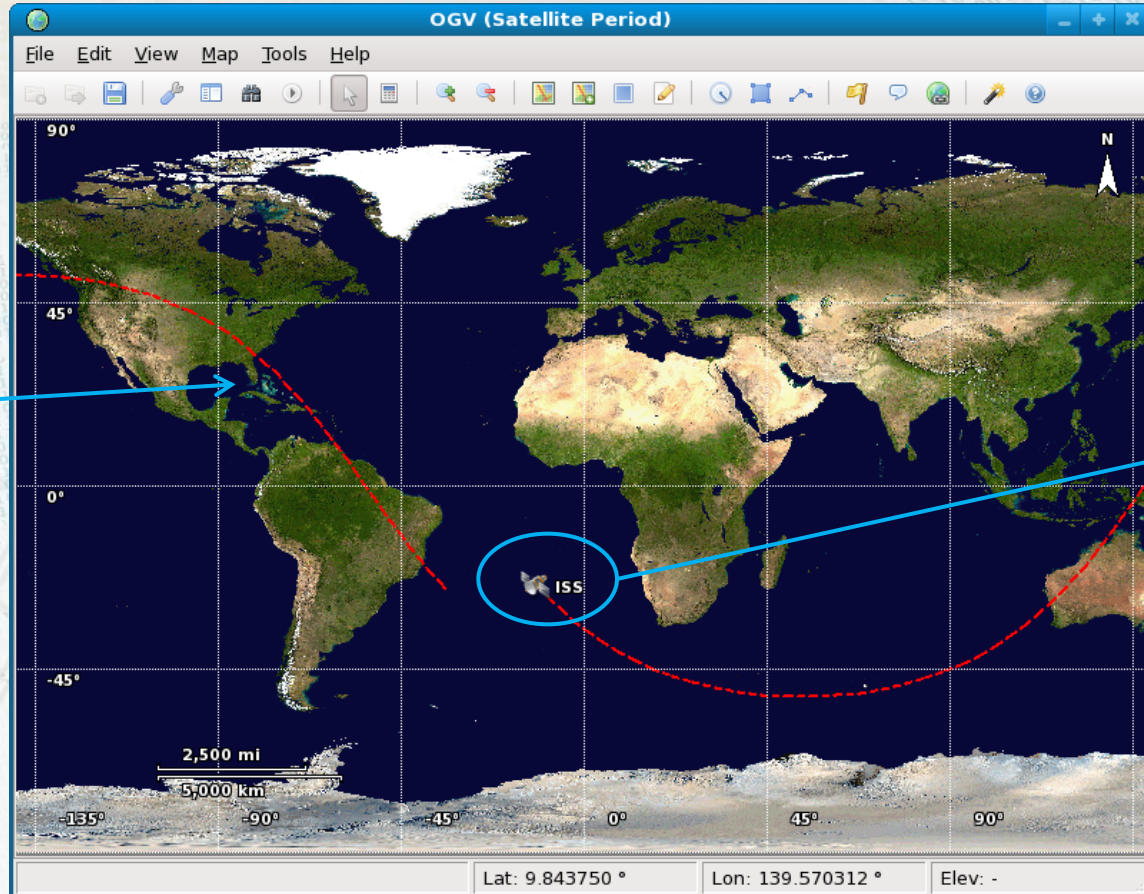 OGV (Satellite Period)
File Edit View Map Tools Help
90°
N
45°
0°
ISS
-45°
2,500 mi
5,000 km
-135° -90° -45° 0° 45° 90°
Lat: 9.843750 ° Lon: 139.570312 ° Elev: -